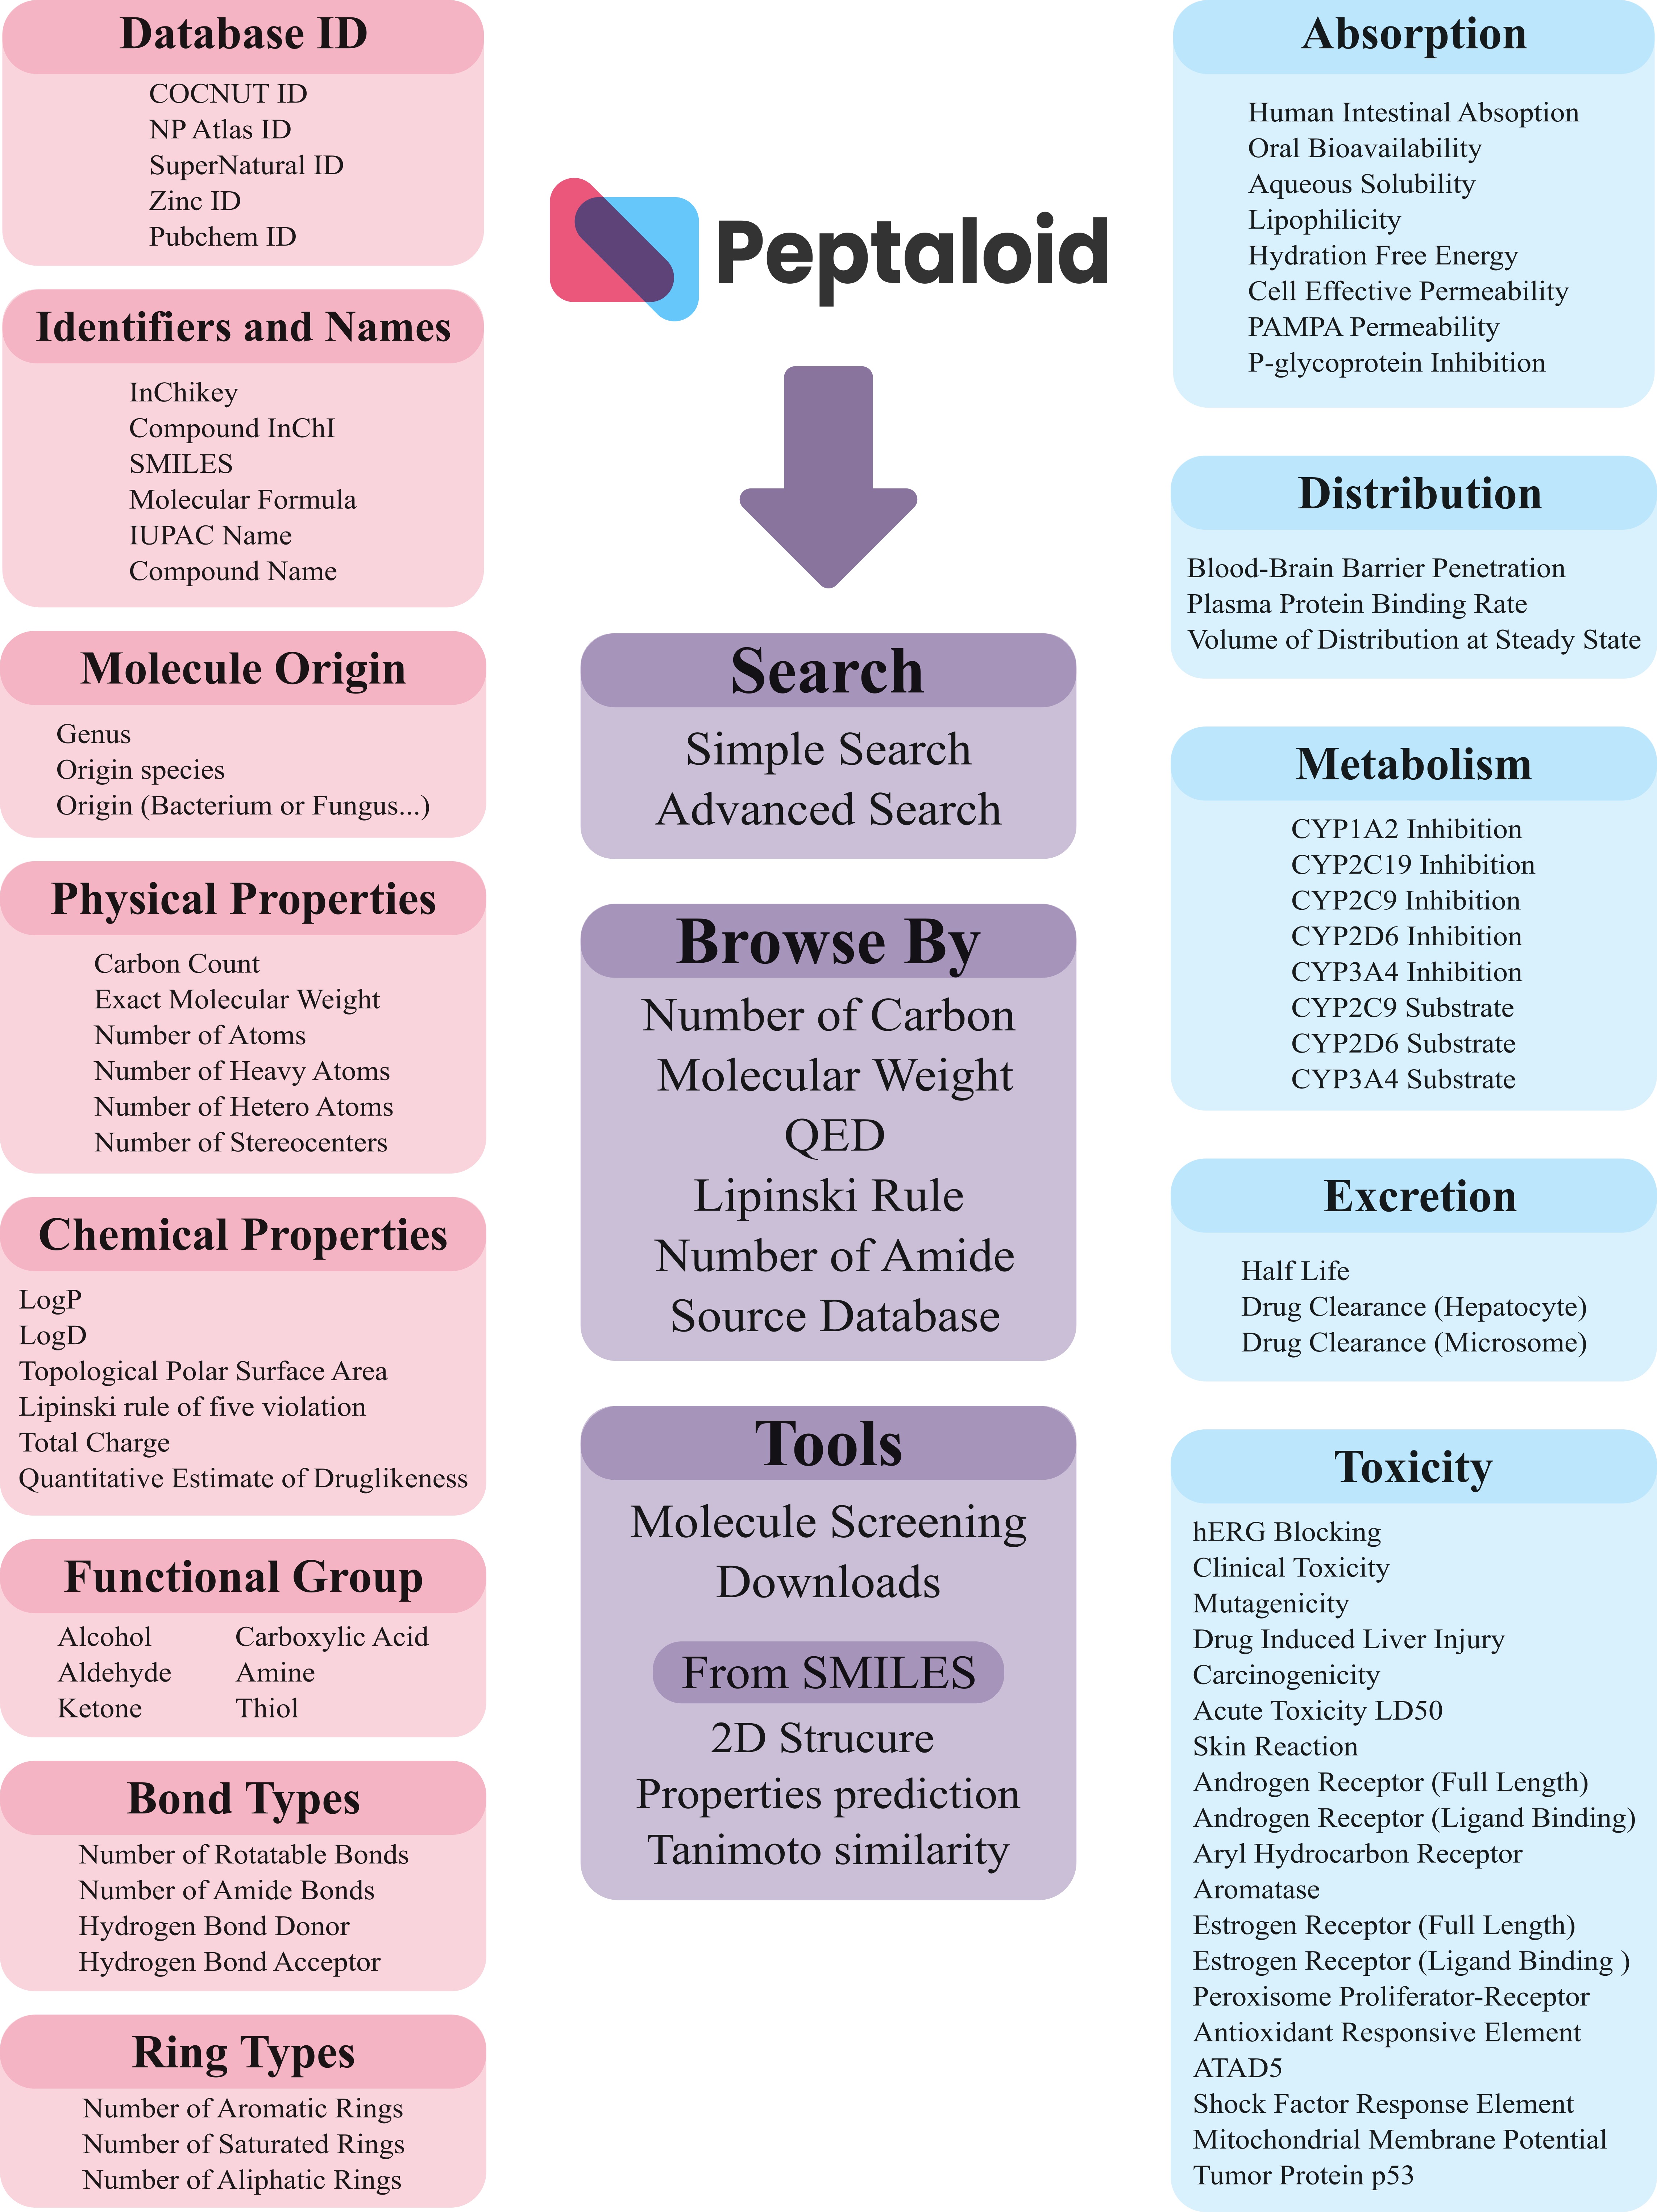 Database ID
COCNUT ID
NP Atlas ID
SuperNatural ID
Zinc ID
Pubchem ID
Identifiers and Names
InChikey
Compound InChI
SMILES
Molecular Formula
IUPAC Name
Compound Name
Molecule Origin
Genus
Origin species
Origin (Bacterium or Fungus...)
Physical Properties
Carbon Count
Exact Molecular Weight
Number of Atoms
Number of Heavy Atoms
Number of Hetero Atoms
Number of Stereocenters
Chemical Properties
LogP
LogD
Topological Polar Surface Area
Lipinski rule of five violation
Total Charge
Quantitative Estimate of Druglikeness
Functional Group
Alcohol
Aldehyde
Ketone
Carboxylic Acid
Amine
Thiol
Bond Types
Number of Rotatable Bonds
Number of Amide Bonds
Hydrogen Bond Donor
Hydrogen Bond Acceptor
Ring Types
Number of Aromatic Rings
Number of Saturated Rings
Number of Aliphatic Rings
Peptaloid
Search
Simple Search
Advanced Search
Browse By
Number of Carbon
Molecular Weight
QED
Lipinski Rule
Number of Amide
Source Database
Tools
Molecule Screening
Downloads
From SMILES
2D Strucure
Properties prediction
Tanimoto similarity
Absorption
Human Intestinal Absoption
Oral Bioavailability
Aqueous Solubility
Lipophilicity
Hydration Free Energy
Cell Effective Permeability
PAMPA Permeability
P-glycoprotein Inhibition
Distribution
Blood-Brain Barrier Penetration
Plasma Protein Binding Rate
Volume of Distribution at Steady State
Metabolism
CYP1A2 Inhibition
CYP2C19 Inhibition
CYP2C9 Inhibition
CYP2D6 Inhibition
CYP3A4 Inhibition
CYP2C9 Substrate
CYP2D6 Substrate
CYP3A4 Substrate
Excretion
Half Life
Drug Clearance (Hepatocyte)
Drug Clearance (Microsome)
Toxicity
hERG Blocking
Clinical Toxicity
Mutagenicity
Drug Induced Liver Injury
Carcinogenicity
Acute Toxicity LD50
Skin Reaction
Androgen Receptor (Full Length)
Androgen Receptor (Ligand Binding)
Aryl Hydrocarbon Receptor
Aromatase
Estrogen Receptor (Full Length)
Estrogen Receptor (Ligand Binding )
Peroxisome Proliferator-Receptor
Antioxidant Responsive Element
ATAD5
Shock Factor Response Element
Mitochondrial Membrane Potential
Tumor Protein p53